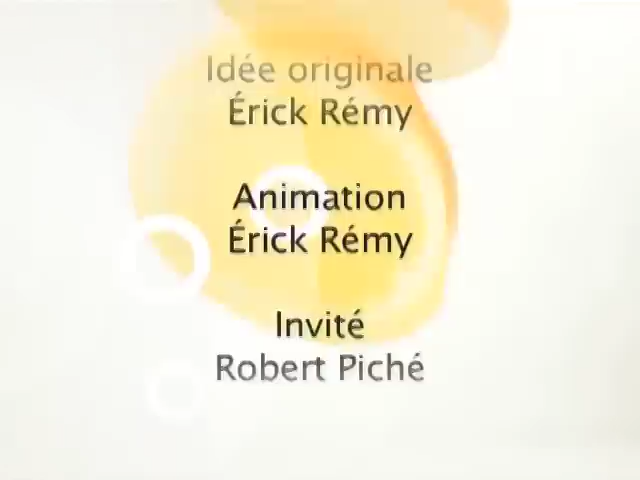 Idée originale
Érick Rémy
Animation
Érick Rémy
Invité
Robert Piché